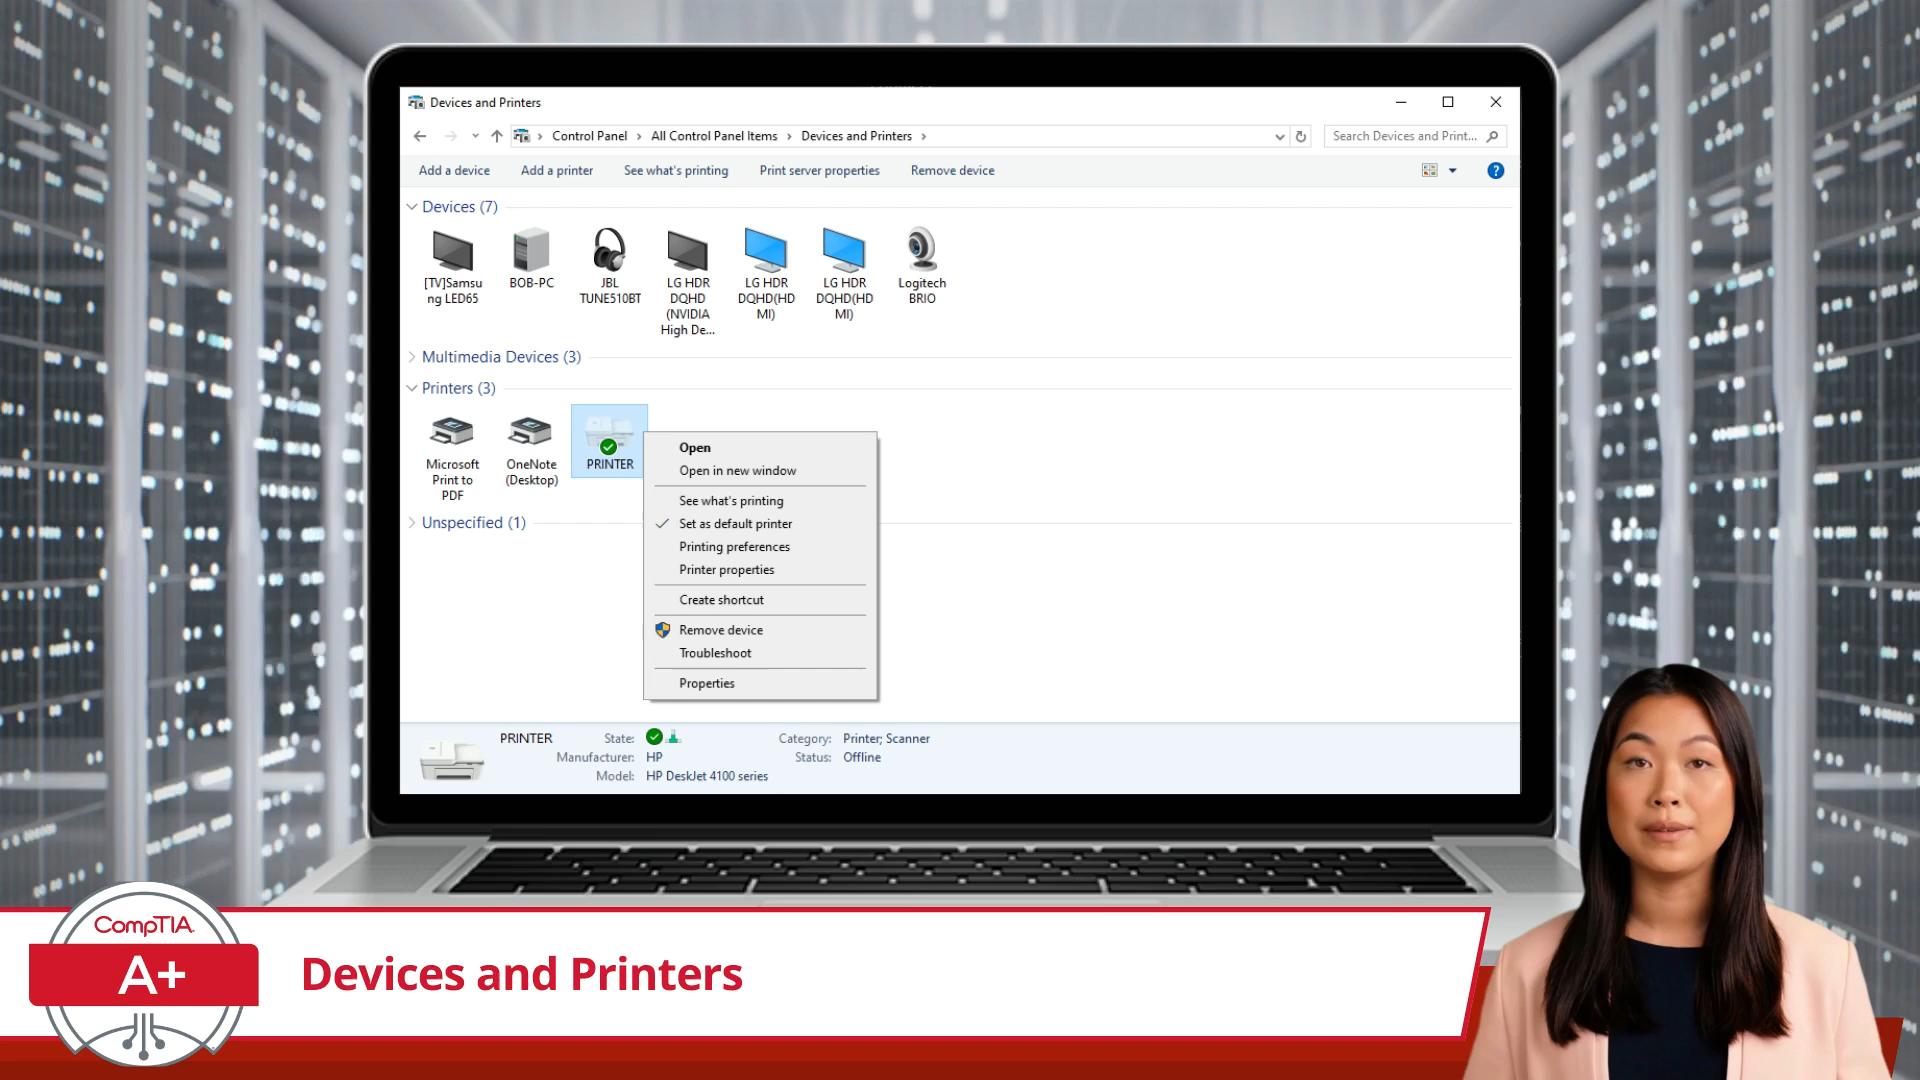 Devices and Printers
Control Panel
All Control Panel Items
Devices and Printers
Search Devices and Print...
Add a device
Add a printer
See what's printing
Print server properties
Remove device
?
Devices (7)
[TV]Samsu
ng LED65
BOB-PC
JBL
TUNE510BT
LG HDR
DQHD
(NVIDIA
High De...
LG HDR
DQHD(HD
MI)
LG HDR
DQHD(HD
MI)
Logitech
BRIO
Multimedia Devices (3)
Printers (3)
Microsoft
Print to
PDF
OneNote
(Desktop)
PRINTER
Open
Open in new window
See what's printing
Set as default printer
Printing preferences
Printer properties
Create shortcut
Remove device
Troubleshoot
Properties
Unspecified (1)
PRINTER
State:
Category: Printer; Scanner
Manufacturer: HP
Status: Offline
Model: HP DeskJet 4100 series
CompTIA.
A+
Devices and Printers